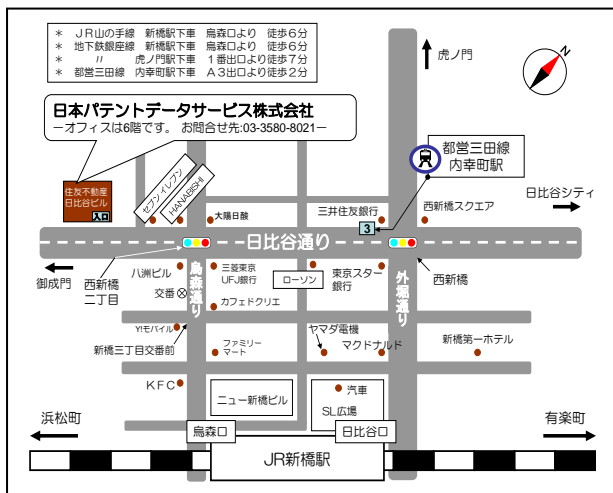 ＊　ＪＲ山の手線　新橋駅下車　烏森口より　徒歩６分
＊　地下鉄銀座線　新橋駅下車　烏森口より　徒歩６分
＊　〃　虎ノ門駅下車　１番出口より徒歩７分
＊　都営三田線　内幸町駅下車　Ａ３出口より徒歩２分
虎ノ門
N
日本パテントデータサービス株式会社
－オフィスは6階です。 お問合せ先:03-3580-8021－
都営三田線
内幸町駅
住友不動産
日比谷ビル
入口
セブンイレブン
HANABISHI
大陽日酸
三井住友銀行
3
西新橋スクエア
日比谷シティ
日比谷通り
御成門
西新橋
二丁目
八洲ビル
交番
烏森通り
三菱東京
UFJ銀行
カフェドクリエ
ローソン
東京スター
銀行
外堀通り
西新橋
Y!モバイル
新橋三丁目交番前
ファミリー
マート
ヤマダ電機
マクドナルド
新橋第一ホテル
ＫＦＣ
ニュー新橋ビル
汽車
SL広場
浜松町
烏森口
日比谷口
有楽町
JR新橋駅